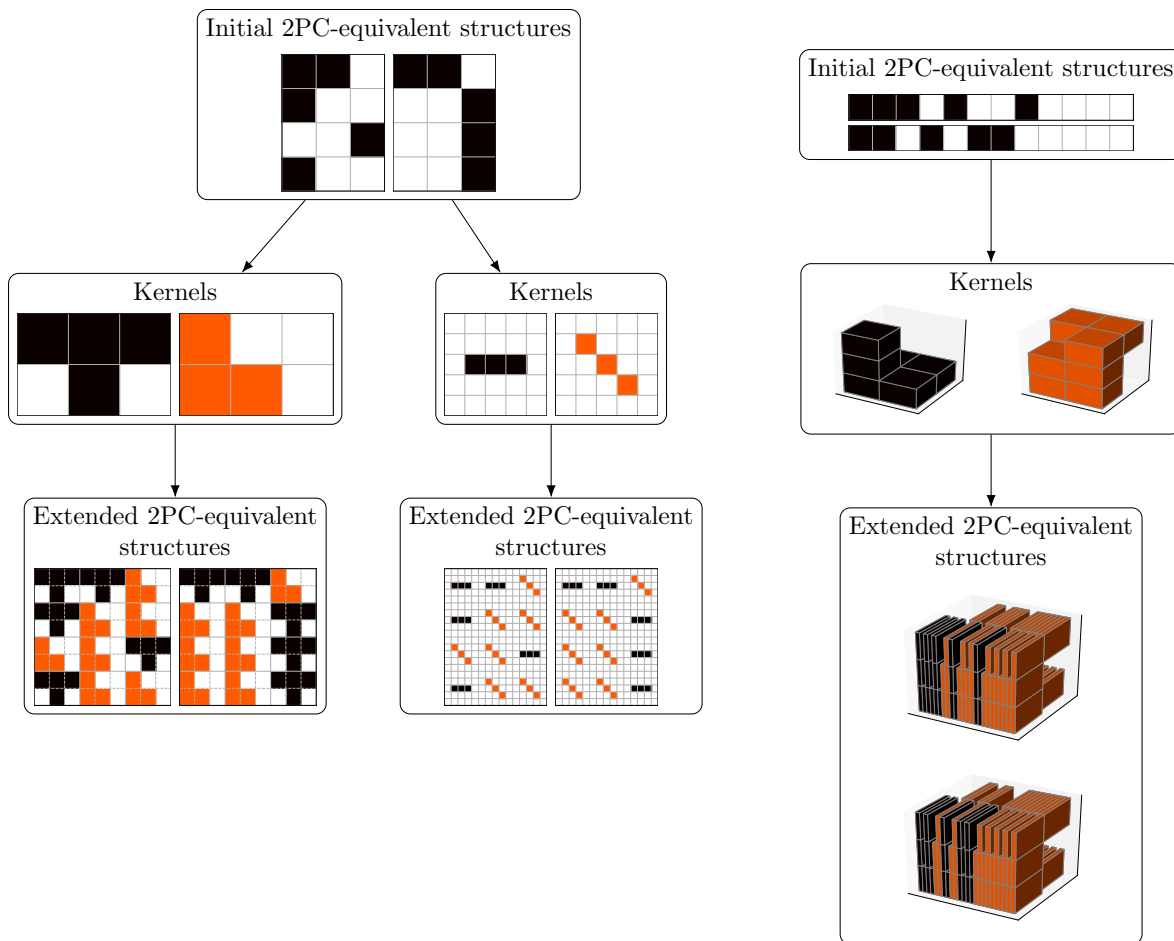 Initial 2PC-equivalent structures
Kernels
Extended 2PC-equivalent
structures
Kernels
Extended 2PC-equivalent
structures
Initial 2PC-equivalent structures
Kernels
Extended 2PC-equivalent
structures